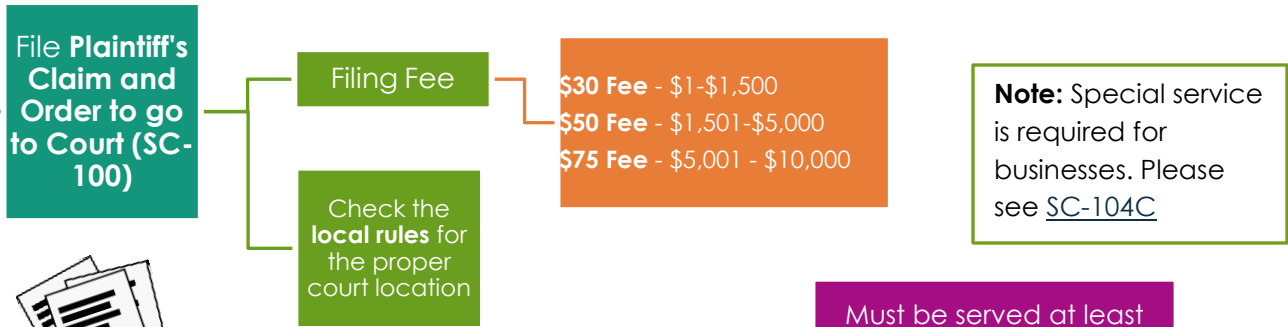 File Plaintiff's
Claim and
Order to go
to Court (SC-
100)
Filing Fee
$30 Fee - $1-$1,500
$50 Fee - $1,501-$5,000
$75 Fee - $5,001 - $10,000
Check the
local rules for
the proper
court location
Note: Special service
is required for
businesses. Please
see SC-104C
Must be served at least